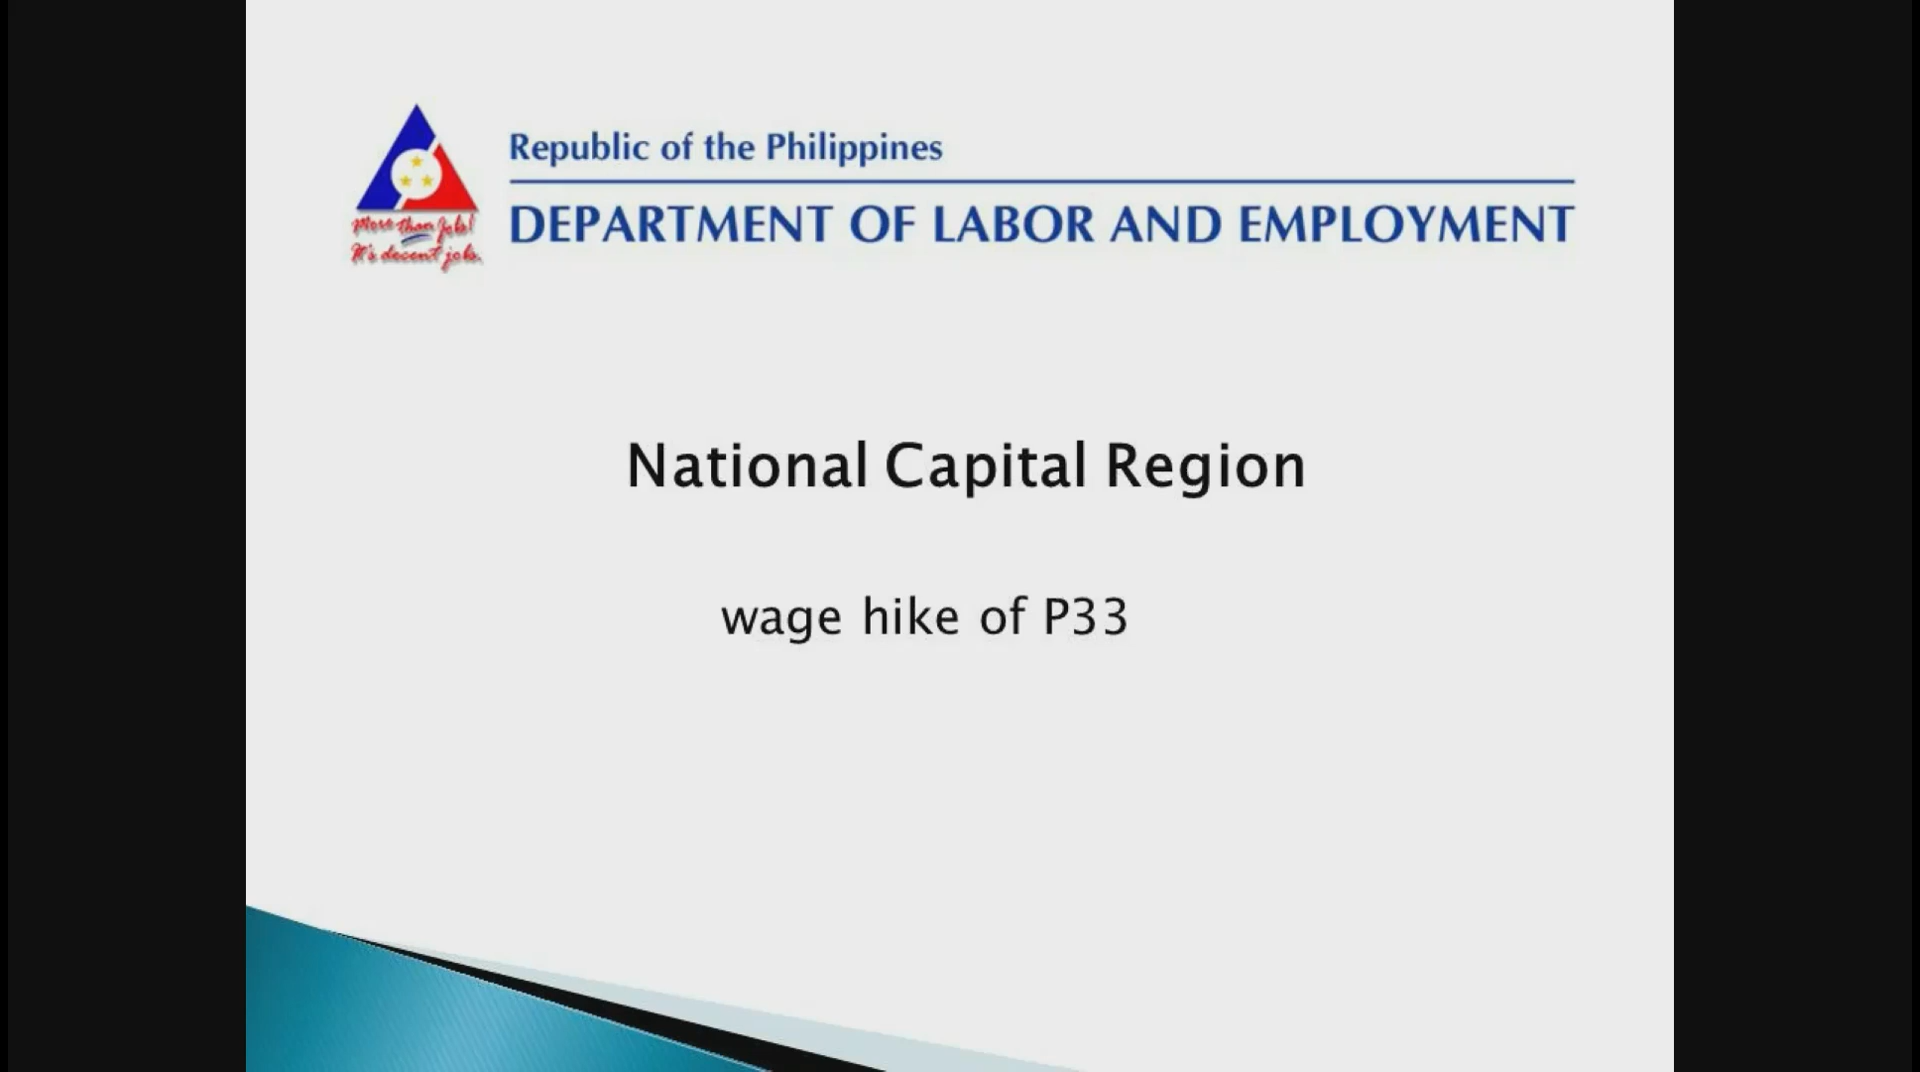 Republic of the Philippines
DEPARTMENT OF LABOR AND EMPLOYMENT
More than jobs!
It's decent jobs.
National Capital Region
wage hike of P33